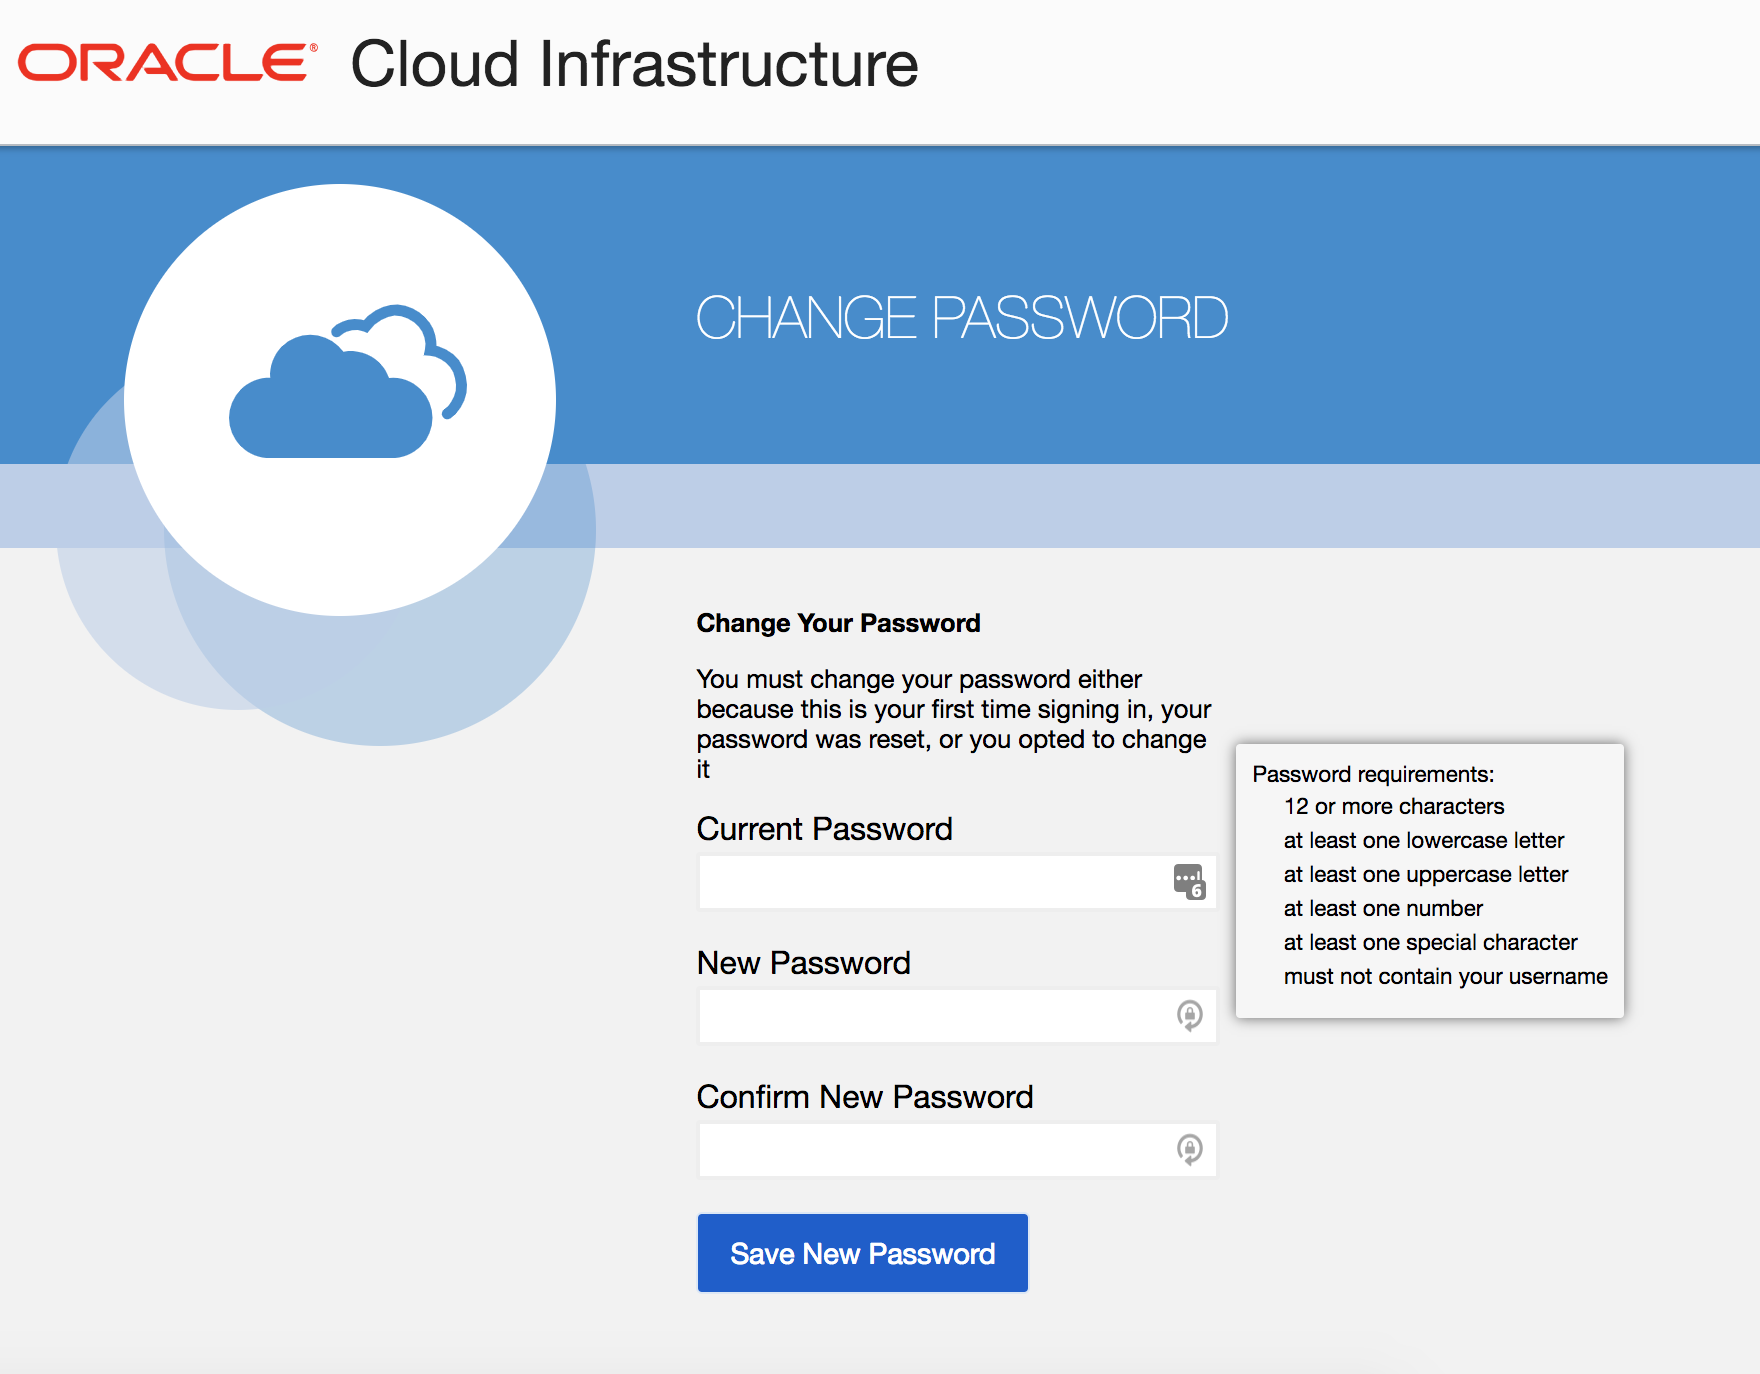 ORACLE® Cloud Infrastructure
CHANGE PASSWORD
Change Your Password
You must change your password either
because this is your first time signing in, your
password was reset, or you opted to change
it
Current Password
6
New Password
Confirm New Password
Save New Password
Password requirements:
12 or more characters
at least one lowercase letter
at least one uppercase letter
at least one number
at least one special character
must not contain your username